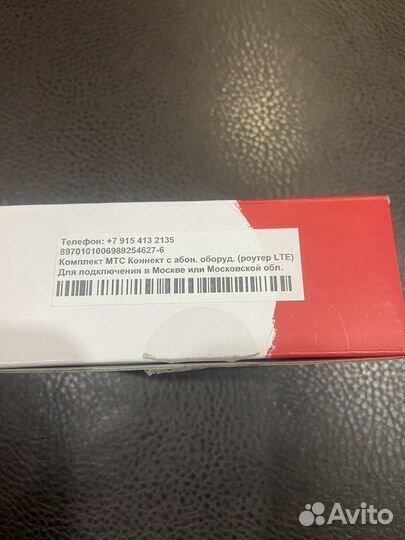 Телефон: +7 915 413 2135
8970101006989254627-6
Комплект МТС Коннект с абон. оборуд. (роутер LTE)
Для подключения в Москве или Московской обл.
Avito